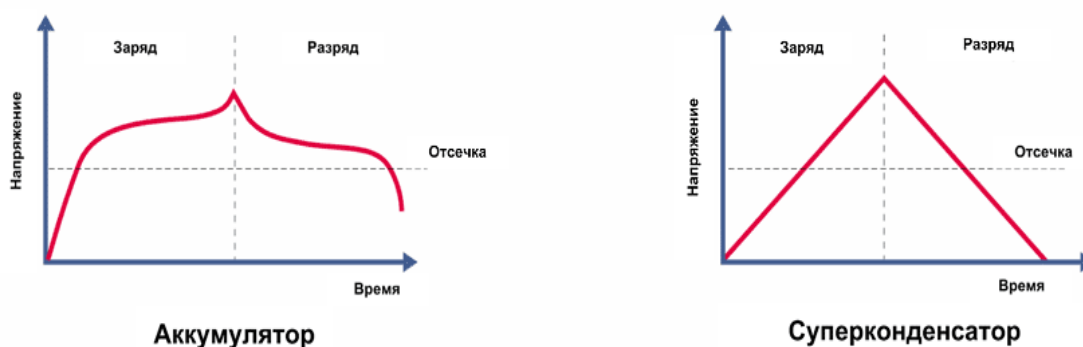 Заряд
Разряд
Напряжение
Отсечка
Время
Аккумулятор
Заряд
Разряд
Напряжение
Отсечка
Время
Суперконденсатор